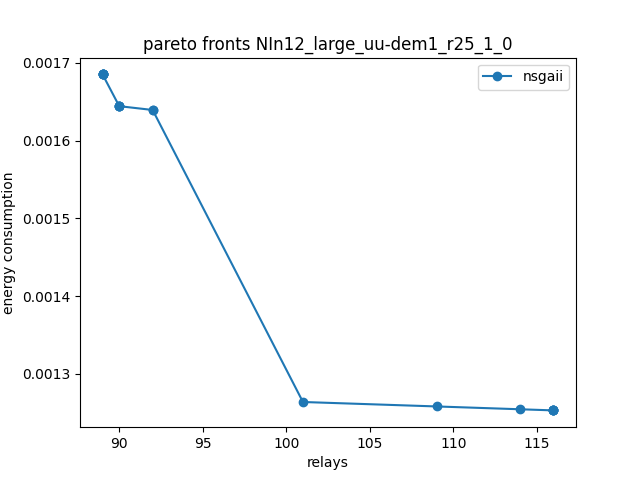 pareto fronts NIn12_large_uu-dem1_r25_1_0
nsgaii
energy consumption
0.0017
0.0016
0.0015
0.0014
0.0013
90 95 100 105 110 115
relays